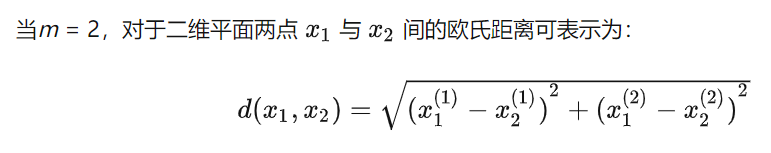 当m = 2，对于二维平面两点 x₁ 与 x₂ 间的欧氏距离可表示为：
d(x₁, x₂) = √((x₁⁽¹⁾ − x₂⁽¹⁾)² + (x₁⁽²⁾ − x₂⁽²⁾)²)